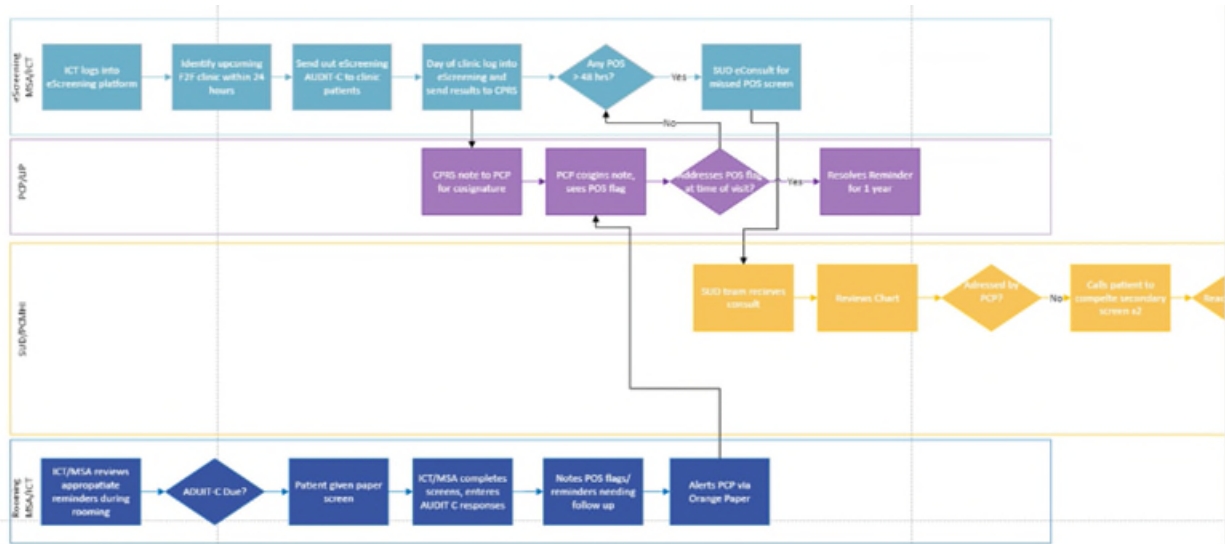 eScreening
MSA/ICT
ICT logs into
eScreening platform
Identify upcoming
F2F clinic within 24
hours
Send out eScreening
AUDIT-C to clinic
patients
Day of clinic log into
eScreening and
send results to CPRS
Any POS
> 48 hrs?
Yes
SUD eConsult for
missed POS screen
No
PCP/LIP
CPRS note to PCP
for cosignature
PCP cosgins note,
sees POS flag
Addresses POS flag
at time of visit?
Yes
Resolves Reminder
for 1 year
SUD/PCMHI
SUD team recieves
consult
Reviews Chart
Adressed by
PCP?
No
Calls patient to
compelte secondary
screen x2
Reac
Rooming
MSA/ICT
ICT/MSA reviews
appropatiate
reminders during
rooming
ADUIT-C Due?
Patient given paper
screen
ICT/MSA completes
screens, enteres
AUDIT C responses
Notes POS flags/
reminders needing
follow up
Alerts PCP via
Orange Paper